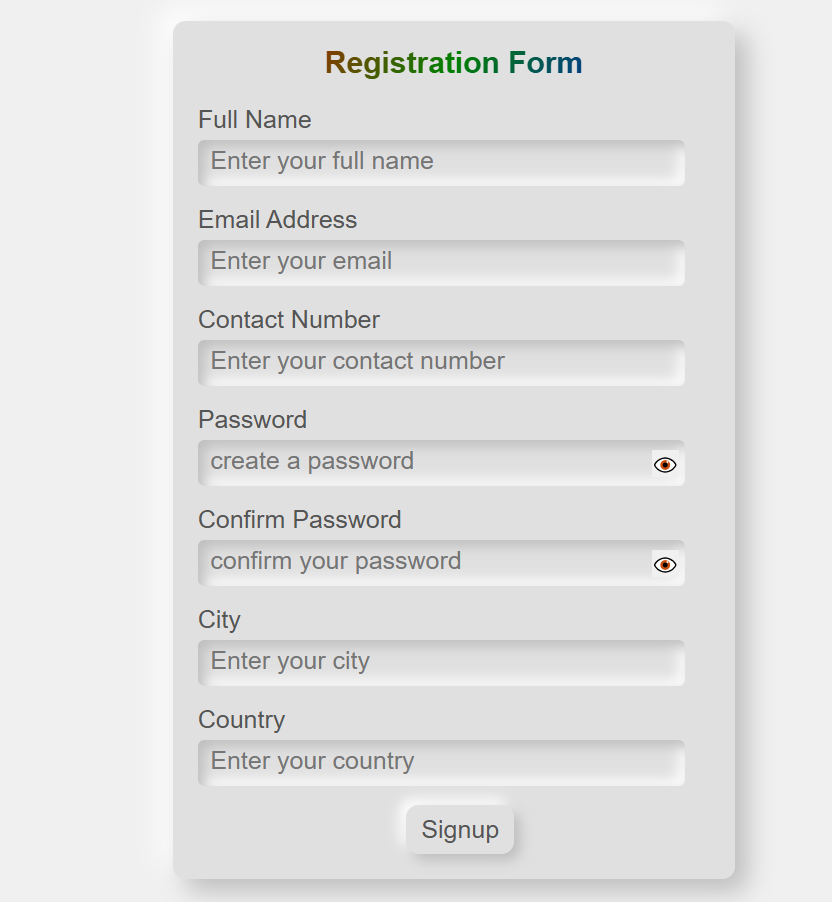 Registration Form
Full Name
Enter your full name
Email Address
Enter your email
Contact Number
Enter your contact number
Password
create a password
Confirm Password
confirm your password
City
Enter your city
Country
Enter your country
Signup